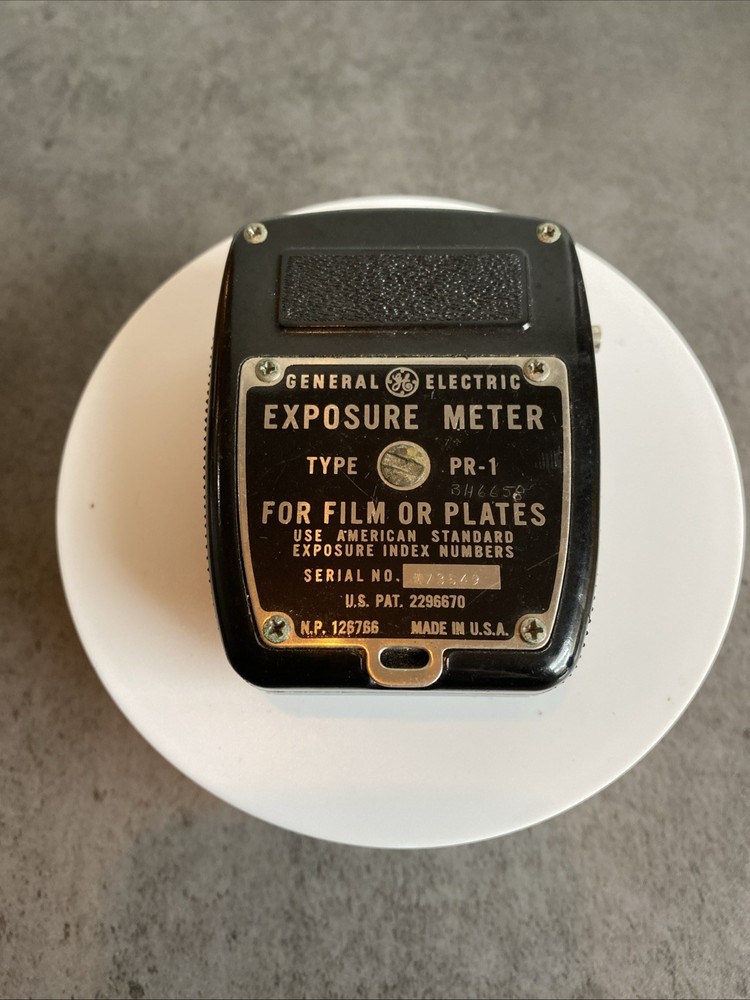 GENERAL GE ELECTRIC
EXPOSURE METER
TYPE PR-1
FOR FILM OR PLATES
USE AMERICAN STANDARD
EXPOSURE INDEX NUMBERS
SERIAL NO.
U.S. PAT. 2296670
N.P. 126766 MADE IN U.S.A.